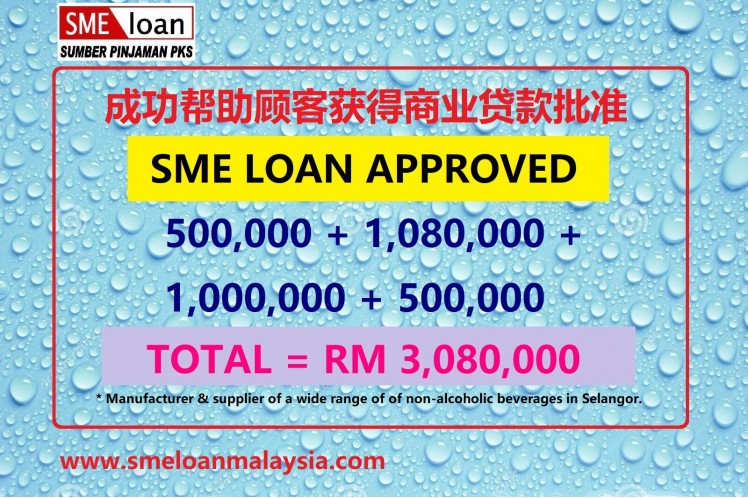 SME loan
SUMBER PINJAMAN PKS
成功帮助顾客获得商业贷款批准
SME LOAN APPROVED
500,000 + 1,080,000 +
1,000,000 + 500,000
TOTAL = RM 3,080,000
* Manufacturer & supplier of a wide range of of non-alcoholic beverages in Selangor.
www.smeloanmalaysia.com